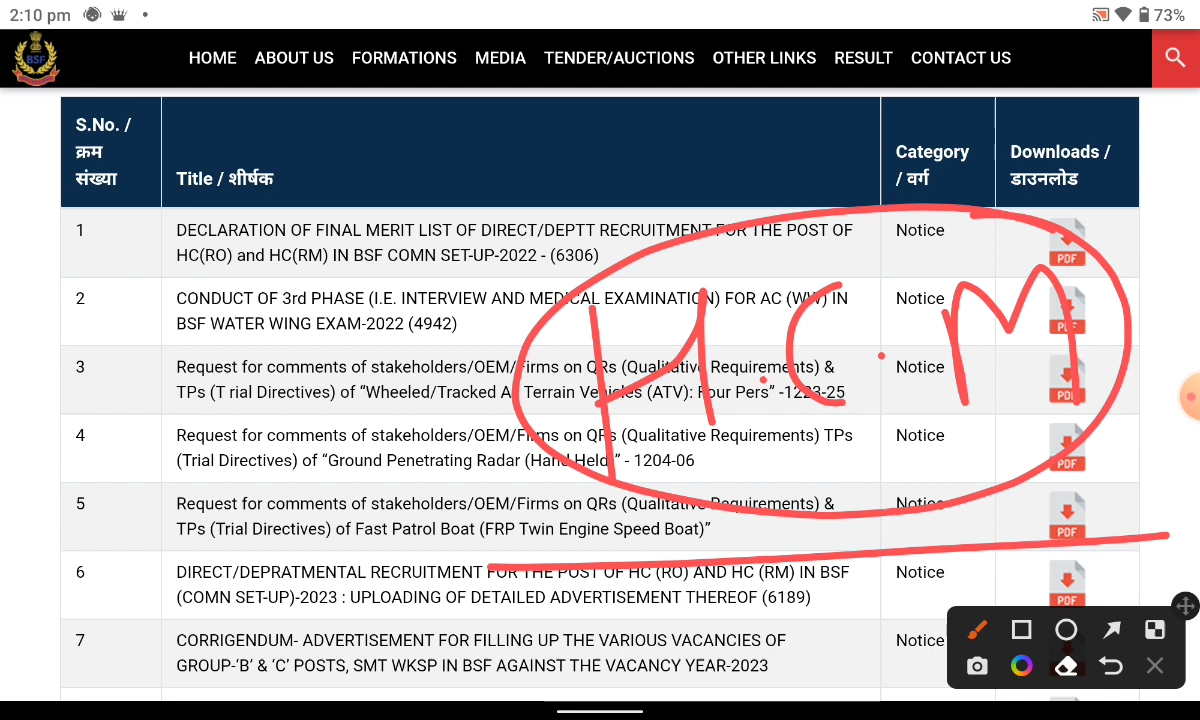 2:10 pm 73%
BSF HOME ABOUT US FORMATIONS MEDIA TENDER/AUCTIONS OTHER LINKS RESULT CONTACT US
S.No. / क्रम संख्या Title / शीर्षक Category / वर्ग Downloads / डाउनलोड
1 DECLARATION OF FINAL MERIT LIST OF DIRECT/DEPTT RECRUITMENT FOR THE POST OF Notice
HC(RO) and HC(RM) IN BSF COMN SET-UP-2022 - (6306) PDF
2 CONDUCT OF 3rd PHASE (I.E. INTERVIEW AND MEDICAL EXAMINATION) FOR AC (WW) IN Notice
BSF WATER WING EXAM-2022 (4942) PDF
H.C.M
3 Request for comments of stakeholders/OEM/Firms on QRs (Qualitative Requirements) & Notice
TPs (T rial Directives) of “Wheeled/Tracked All Terrain Vehicles (ATV): Four Pers” -1223-25 PDF
4 Request for comments of stakeholders/OEM/Firms on QRs (Qualitative Requirements) TPs Notice
(Trial Directives) of “Ground Penetrating Radar (Hand Held)” - 1204-06 PDF
5 Request for comments of stakeholders/OEM/Firms on QRs (Qualitative Requirements) & Notice
TPs (Trial Directives) of Fast Patrol Boat (FRP Twin Engine Speed Boat)” PDF
6 DIRECT/DEPRATMENTAL RECRUITMENT FOR THE POST OF HC (RO) AND HC (RM) IN BSF Notice
(COMN SET-UP)-2023 : UPLOADING OF DETAILED ADVERTISEMENT THEREOF (6189) PDF
7 CORRIGENDUM- ADVERTISEMENT FOR FILLING UP THE VARIOUS VACANCIES OF Notice
GROUP-‘B’ & ‘C’ POSTS, SMT WKSP IN BSF AGAINST THE VACANCY YEAR-2023